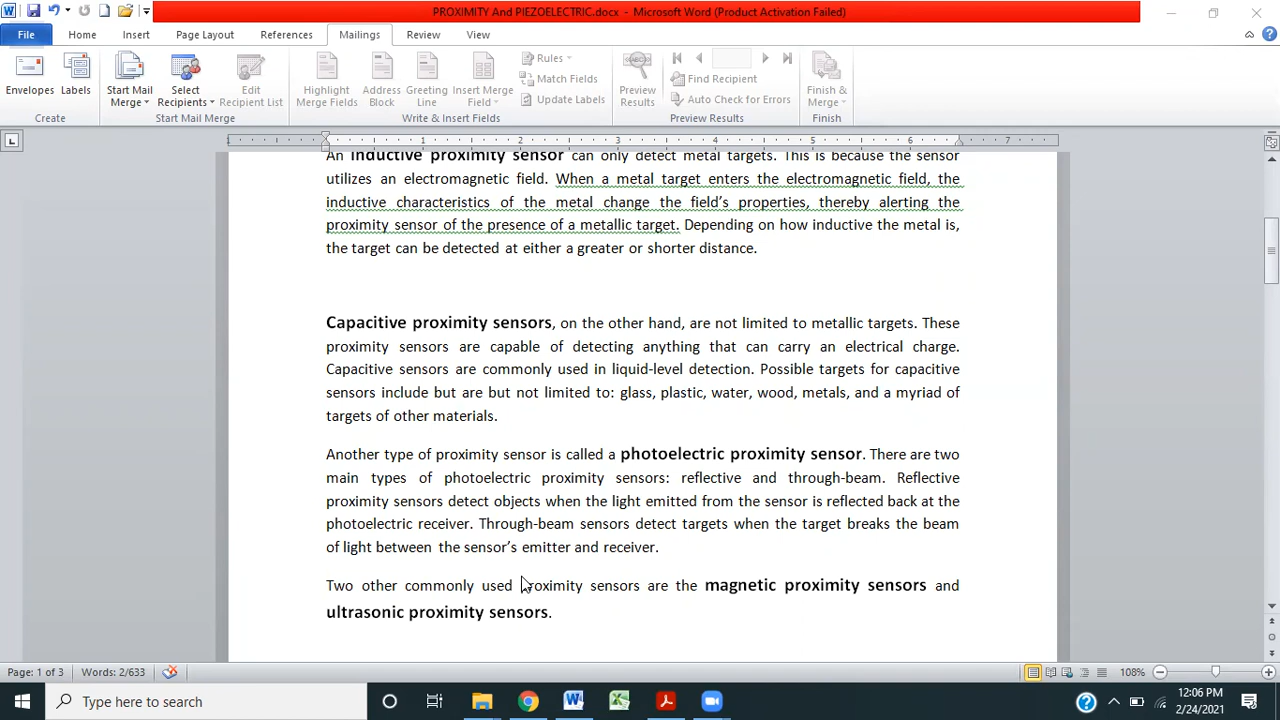 PROXIMITY And PIEZOELECTRIC.docx - Microsoft Word (Product Activation Failed)
File Home Insert Page Layout References Mailings Review View
Envelopes Labels Start Mail Merge Select Recipients Edit Recipient List Highlight Merge Fields Address Block Greeting Line Insert Merge Field Rules Match Fields Update Labels Preview Results Find Recipient Auto Check for Errors Finish & Merge
Create Start Mail Merge Write & Insert Fields Preview Results Finish
1 2 3 4 5 6 7
An inductive proximity sensor can only detect metal targets. This is because the sensor
utilizes an electromagnetic field. When a metal target enters the electromagnetic field, the
inductive characteristics of the metal change the field’s properties, thereby alerting the
proximity sensor of the presence of a metallic target. Depending on how inductive the metal is,
the target can be detected at either a greater or shorter distance.
Capacitive proximity sensors, on the other hand, are not limited to metallic targets. These
proximity sensors are capable of detecting anything that can carry an electrical charge.
Capacitive sensors are commonly used in liquid-level detection. Possible targets for capacitive
sensors include but are but not limited to: glass, plastic, water, wood, metals, and a myriad of
targets of other materials.
Another type of proximity sensor is called a photoelectric proximity sensor. There are two
main types of photoelectric proximity sensors: reflective and through-beam. Reflective
proximity sensors detect objects when the light emitted from the sensor is reflected back at the
photoelectric receiver. Through-beam sensors detect targets when the target breaks the beam
of light between the sensor’s emitter and receiver.
Two other commonly used proximity sensors are the magnetic proximity sensors and
ultrasonic proximity sensors.
Page: 1 of 3 Words: 2/633 108%
Type here to search 12:06 PM
2/24/2021